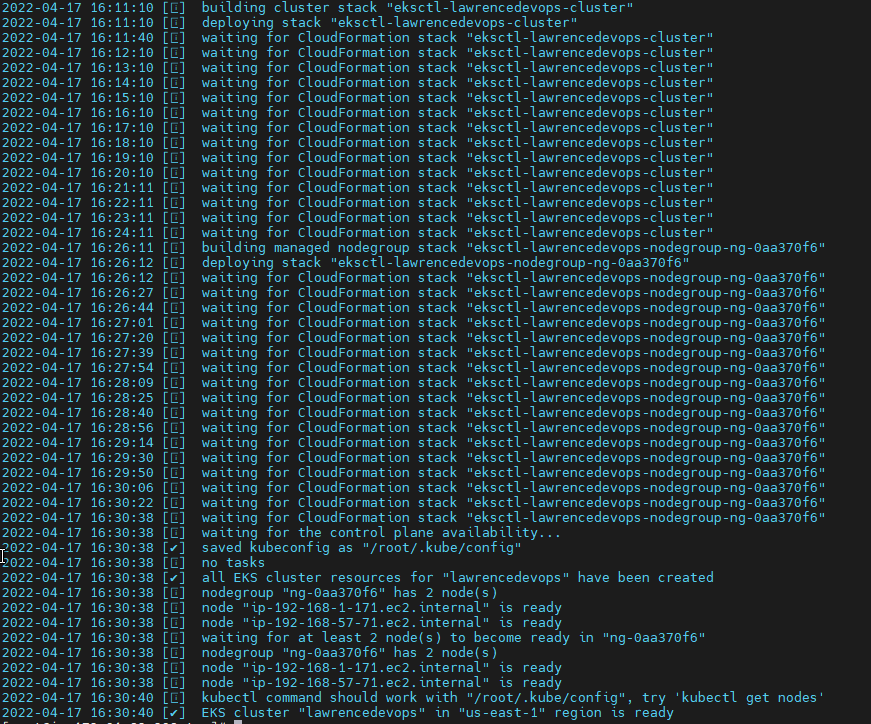 2022-04-17 16:11:10 [ℹ]  building cluster stack "eksctl-lawrencedevops-cluster"
2022-04-17 16:11:10 [ℹ]  deploying stack "eksctl-lawrencedevops-cluster"
2022-04-17 16:11:40 [ℹ]  waiting for CloudFormation stack "eksctl-lawrencedevops-cluster"
2022-04-17 16:12:10 [ℹ]  waiting for CloudFormation stack "eksctl-lawrencedevops-cluster"
2022-04-17 16:13:10 [ℹ]  waiting for CloudFormation stack "eksctl-lawrencedevops-cluster"
2022-04-17 16:14:10 [ℹ]  waiting for CloudFormation stack "eksctl-lawrencedevops-cluster"
2022-04-17 16:15:10 [ℹ]  waiting for CloudFormation stack "eksctl-lawrencedevops-cluster"
2022-04-17 16:16:10 [ℹ]  waiting for CloudFormation stack "eksctl-lawrencedevops-cluster"
2022-04-17 16:17:10 [ℹ]  waiting for CloudFormation stack "eksctl-lawrencedevops-cluster"
2022-04-17 16:18:10 [ℹ]  waiting for CloudFormation stack "eksctl-lawrencedevops-cluster"
2022-04-17 16:19:10 [ℹ]  waiting for CloudFormation stack "eksctl-lawrencedevops-cluster"
2022-04-17 16:20:10 [ℹ]  waiting for CloudFormation stack "eksctl-lawrencedevops-cluster"
2022-04-17 16:21:11 [ℹ]  waiting for CloudFormation stack "eksctl-lawrencedevops-cluster"
2022-04-17 16:22:11 [ℹ]  waiting for CloudFormation stack "eksctl-lawrencedevops-cluster"
2022-04-17 16:23:11 [ℹ]  waiting for CloudFormation stack "eksctl-lawrencedevops-cluster"
2022-04-17 16:24:11 [ℹ]  waiting for CloudFormation stack "eksctl-lawrencedevops-cluster"
2022-04-17 16:26:11 [ℹ]  building managed nodegroup stack "eksctl-lawrencedevops-nodegroup-ng-0aa370f6"
2022-04-17 16:26:12 [ℹ]  deploying stack "eksctl-lawrencedevops-nodegroup-ng-0aa370f6"
2022-04-17 16:26:12 [ℹ]  waiting for CloudFormation stack "eksctl-lawrencedevops-nodegroup-ng-0aa370f6"
2022-04-17 16:26:27 [ℹ]  waiting for CloudFormation stack "eksctl-lawrencedevops-nodegroup-ng-0aa370f6"
2022-04-17 16:26:44 [ℹ]  waiting for CloudFormation stack "eksctl-lawrencedevops-nodegroup-ng-0aa370f6"
2022-04-17 16:27:01 [ℹ]  waiting for CloudFormation stack "eksctl-lawrencedevops-nodegroup-ng-0aa370f6"
2022-04-17 16:27:20 [ℹ]  waiting for CloudFormation stack "eksctl-lawrencedevops-nodegroup-ng-0aa370f6"
2022-04-17 16:27:39 [ℹ]  waiting for CloudFormation stack "eksctl-lawrencedevops-nodegroup-ng-0aa370f6"
2022-04-17 16:27:54 [ℹ]  waiting for CloudFormation stack "eksctl-lawrencedevops-nodegroup-ng-0aa370f6"
2022-04-17 16:28:09 [ℹ]  waiting for CloudFormation stack "eksctl-lawrencedevops-nodegroup-ng-0aa370f6"
2022-04-17 16:28:25 [ℹ]  waiting for CloudFormation stack "eksctl-lawrencedevops-nodegroup-ng-0aa370f6"
2022-04-17 16:28:40 [ℹ]  waiting for CloudFormation stack "eksctl-lawrencedevops-nodegroup-ng-0aa370f6"
2022-04-17 16:28:56 [ℹ]  waiting for CloudFormation stack "eksctl-lawrencedevops-nodegroup-ng-0aa370f6"
2022-04-17 16:29:14 [ℹ]  waiting for CloudFormation stack "eksctl-lawrencedevops-nodegroup-ng-0aa370f6"
2022-04-17 16:29:30 [ℹ]  waiting for CloudFormation stack "eksctl-lawrencedevops-nodegroup-ng-0aa370f6"
2022-04-17 16:29:50 [ℹ]  waiting for CloudFormation stack "eksctl-lawrencedevops-nodegroup-ng-0aa370f6"
2022-04-17 16:30:06 [ℹ]  waiting for CloudFormation stack "eksctl-lawrencedevops-nodegroup-ng-0aa370f6"
2022-04-17 16:30:22 [ℹ]  waiting for CloudFormation stack "eksctl-lawrencedevops-nodegroup-ng-0aa370f6"
2022-04-17 16:30:38 [ℹ]  waiting for CloudFormation stack "eksctl-lawrencedevops-nodegroup-ng-0aa370f6"
2022-04-17 16:30:38 [ℹ]  waiting for the control plane availability...
2022-04-17 16:30:38 [✔]  saved kubeconfig as "/root/.kube/config"
2022-04-17 16:30:38 [ℹ]  no tasks
2022-04-17 16:30:38 [✔]  all EKS cluster resources for "lawrencedevops" have been created
2022-04-17 16:30:38 [ℹ]  nodegroup "ng-0aa370f6" has 2 node(s)
2022-04-17 16:30:38 [ℹ]  node "ip-192-168-1-171.ec2.internal" is ready
2022-04-17 16:30:38 [ℹ]  node "ip-192-168-57-71.ec2.internal" is ready
2022-04-17 16:30:38 [ℹ]  waiting for at least 2 node(s) to become ready in "ng-0aa370f6"
2022-04-17 16:30:38 [ℹ]  nodegroup "ng-0aa370f6" has 2 node(s)
2022-04-17 16:30:38 [ℹ]  node "ip-192-168-1-171.ec2.internal" is ready
2022-04-17 16:30:38 [ℹ]  node "ip-192-168-57-71.ec2.internal" is ready
2022-04-17 16:30:40 [ℹ]  kubectl command should work with "/root/.kube/config", try 'kubectl get nodes'
2022-04-17 16:30:40 [✔]  EKS cluster "lawrencedevops" in "us-east-1" region is ready